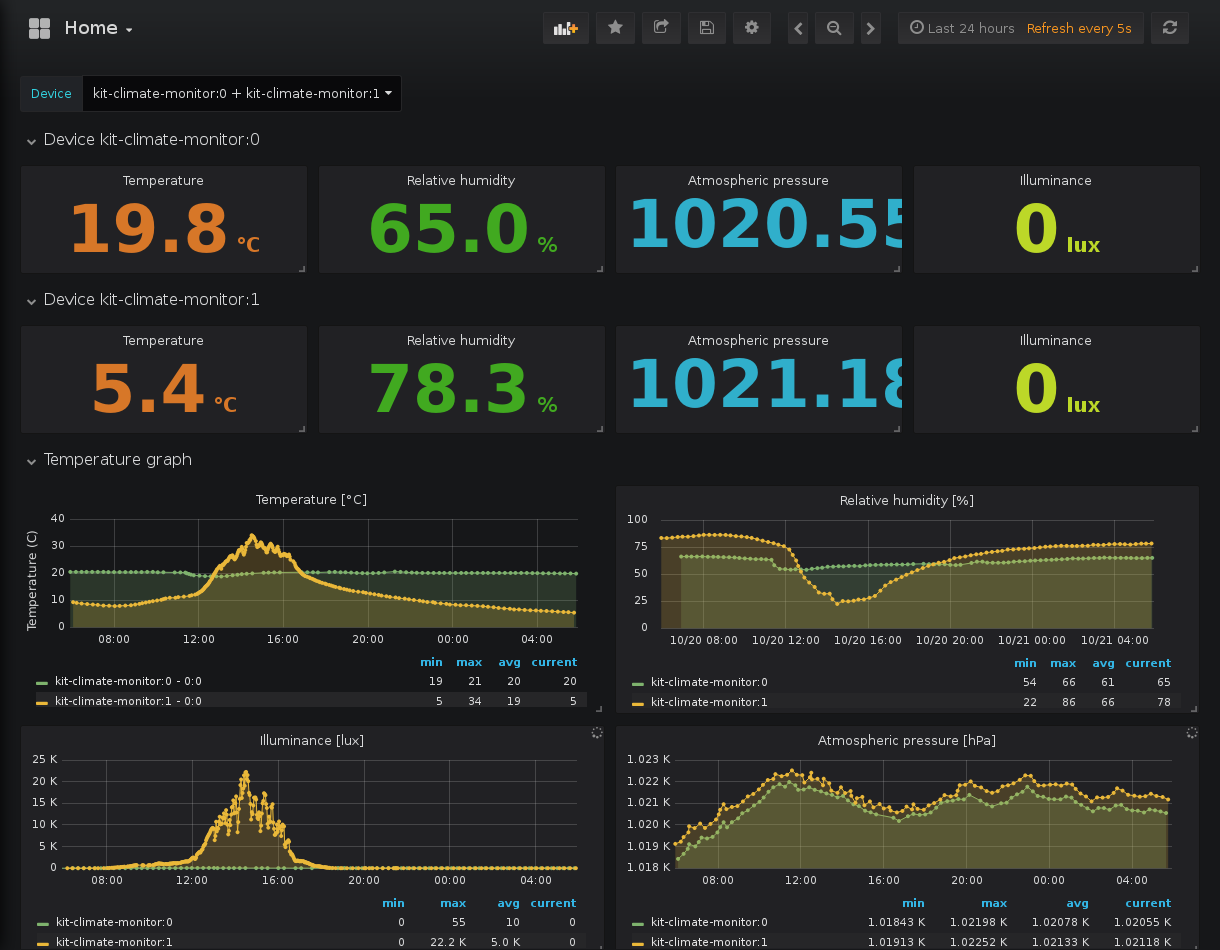 Home
Last 24 hours Refresh every 5s
Device kit-climate-monitor:0 + kit-climate-monitor:1
Device kit-climate-monitor:0
Temperature Relative humidity Atmospheric pressure Illuminance
19.8 °C 65.0 % 1020.55 0 lux
Device kit-climate-monitor:1
Temperature Relative humidity Atmospheric pressure Illuminance
5.4 °C 78.3 % 1021.18 0 lux
Temperature graph
Temperature [°C]
Temperature (C)
40
30
20
10
0
08:00 12:00 16:00 20:00 00:00 04:00
min max avg current
kit-climate-monitor:0 - 0:0 19 21 20 20
kit-climate-monitor:1 - 0:0 5 34 19 5
Relative humidity [%]
100
75
50
25
0
10/20 08:00 10/20 12:00 10/20 16:00 10/20 20:00 10/21 00:00 10/21 04:00
min max avg current
kit-climate-monitor:0 54 66 61 65
kit-climate-monitor:1 22 86 66 78
Illuminance [lux]
25 K
20 K
15 K
10 K
5 K
0
08:00 12:00 16:00 20:00 00:00 04:00
min max avg current
kit-climate-monitor:0 0 55 10 0
kit-climate-monitor:1 0 22.2 K 5.0 K 0
Atmospheric pressure [hPa]
1.023 K
1.022 K
1.021 K
1.020 K
1.019 K
1.018 K
08:00 12:00 16:00 20:00 00:00 04:00
min max avg current
kit-climate-monitor:0 1.01843 K 1.02198 K 1.02078 K 1.02055 K
kit-climate-monitor:1 1.01913 K 1.02252 K 1.02133 K 1.02118 K